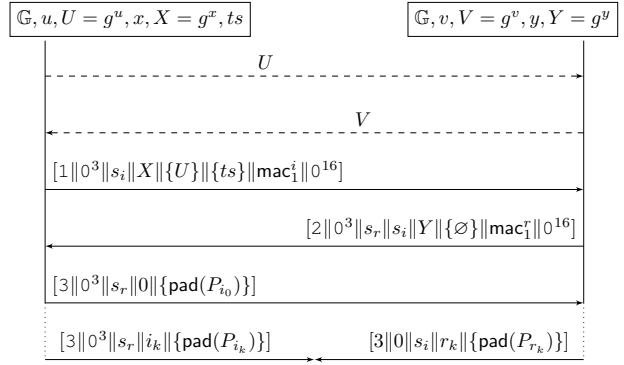 𝔾, u, U = g^u, x, X = g^x, ts
𝔾, v, V = g^v, y, Y = g^y
U
V
[1‖0^3‖s_i‖X‖{U}‖{ts}‖mac_1^i‖0^16]
[2‖0^3‖s_r‖s_i‖Y‖{∅}‖mac_1^r‖0^16]
[3‖0^3‖s_r‖0‖{pad(P_{i_0})}]
[3‖0^3‖s_r‖i_k‖{pad(P_{i_k})}]
[3‖0‖s_i‖r_k‖{pad(P_{r_k})}]